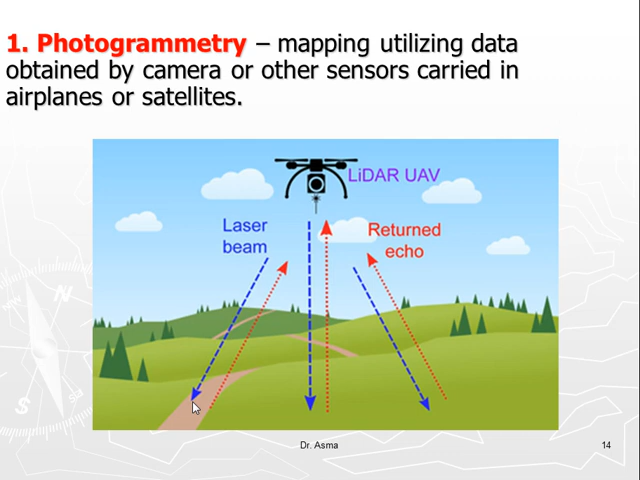 1. Photogrammetry – mapping utilizing data
obtained by camera or other sensors carried in
airplanes or satellites.
LiDAR UAV
Laser
beam
Returned
echo
N
S
Dr. Asma
14